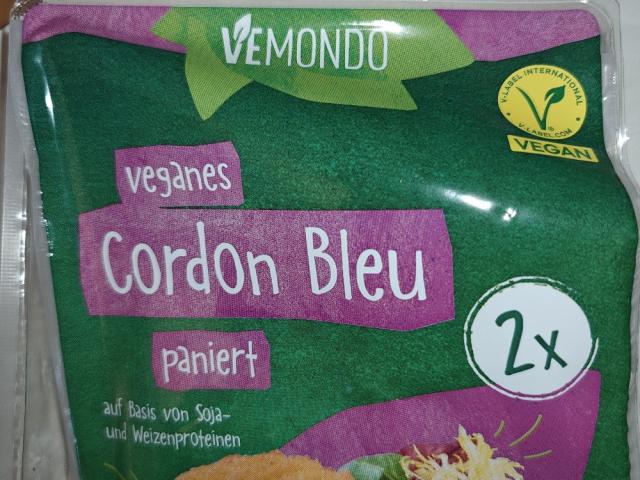 VEMONDO
V-LABEL INTERNATIONAL
V-LABEL.COM
VEGAN
veganes
Cordon Bleu
paniert
2x
auf Basis von Soja-
und Weizenproteinen